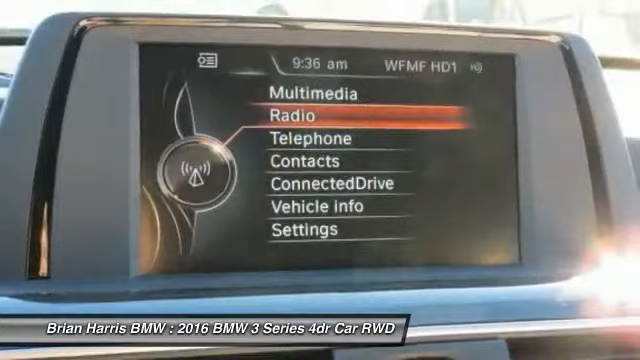 9:36 am WFMF HD1
Multimedia
Radio
Telephone
Contacts
ConnectedDrive
Vehicle info
Settings
Brian Harris BMW : 2016 BMW 3 Series 4dr Car RWD